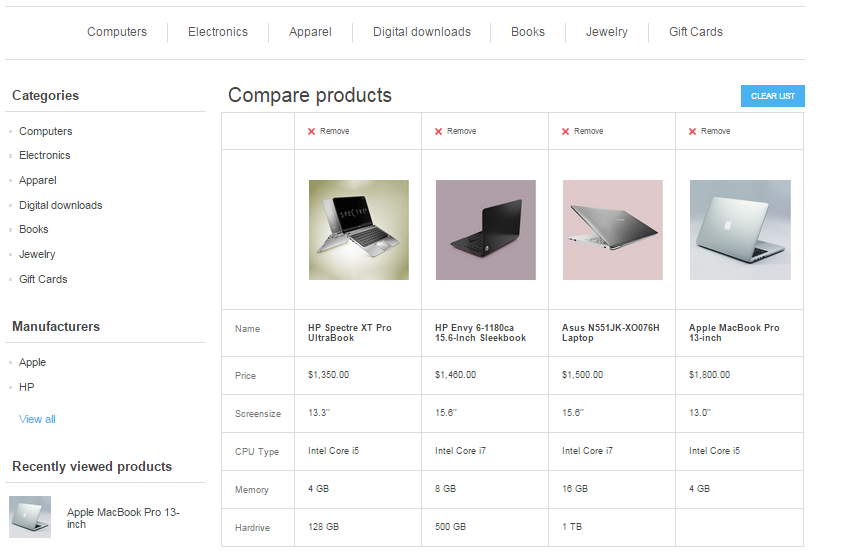 Computers Electronics Apparel Digital downloads Books Jewelry Gift Cards
Categories
Computers
Electronics
Apparel
Digital downloads
Books
Jewelry
Gift Cards
Manufacturers
Apple
HP
View all
Recently viewed products
Apple MacBook Pro 13-
inch
Compare products
CLEAR LIST
Remove Remove Remove Remove
SPECTRE
Name HP Spectre XT Pro UltraBook HP Envy 6-1180ca 15.6-Inch Sleekbook Asus N551JK-XO076H Laptop Apple MacBook Pro 13-inch
Price $1,350.00 $1,460.00 $1,500.00 $1,800.00
Screensize 13.3'' 15.6'' 15.6'' 13.0''
CPU Type Intel Core i5 Intel Core i7 Intel Core i7 Intel Core i5
Memory 4 GB 8 GB 16 GB 4 GB
Hardrive 128 GB 500 GB 1 TB